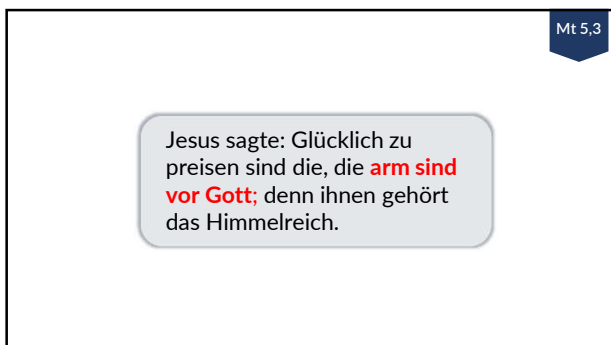 Mt 5,3
Jesus sagte: Glücklich zu
preisen sind die, die arm sind
vor Gott; denn ihnen gehört
das Himmelreich.